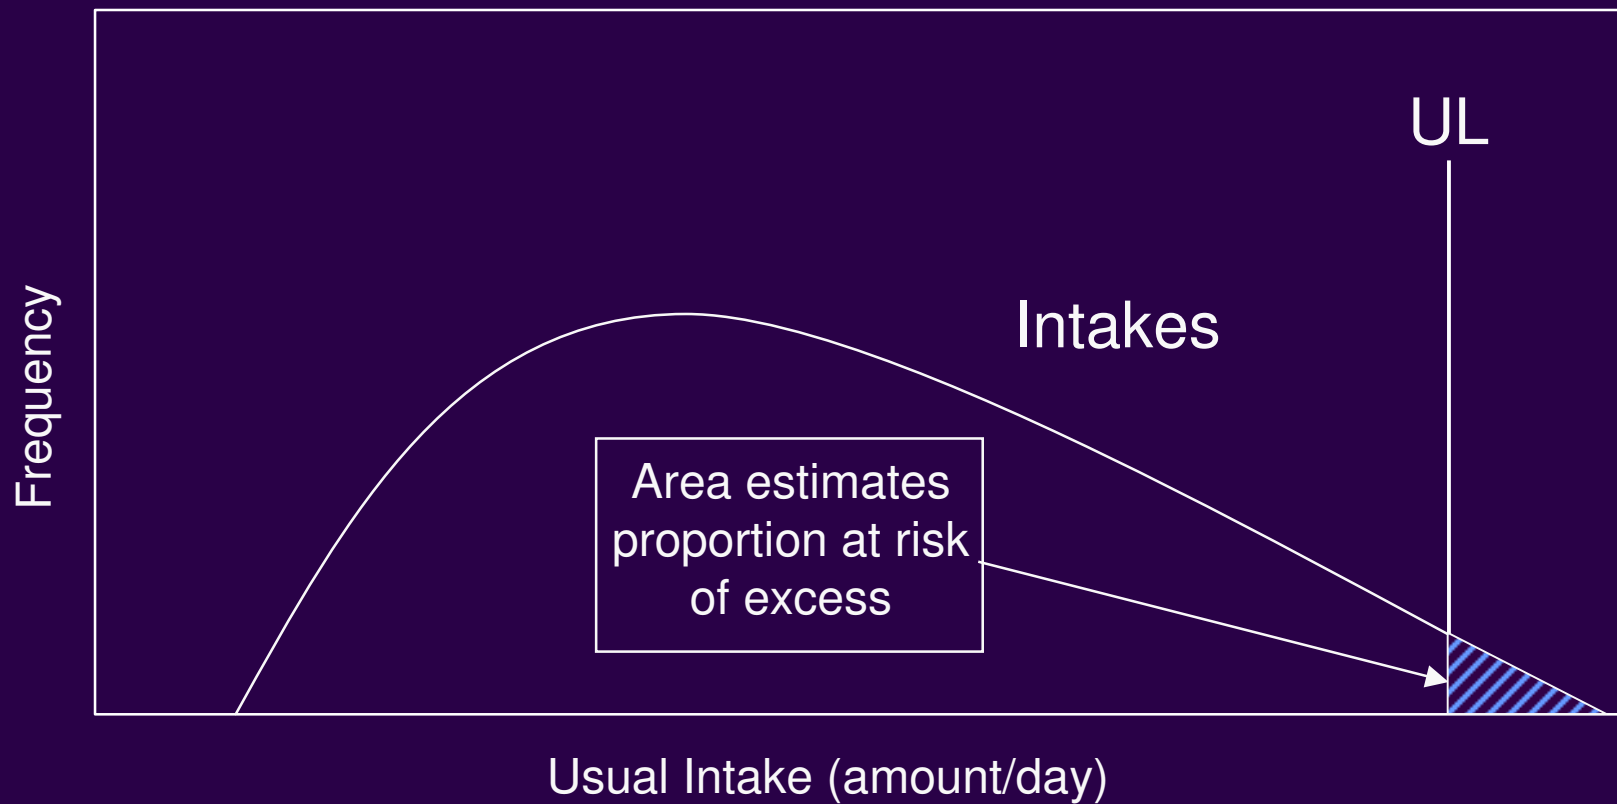 UL
Intakes
Frequency
Area estimates
proportion at risk
of excess
Usual Intake (amount/day)